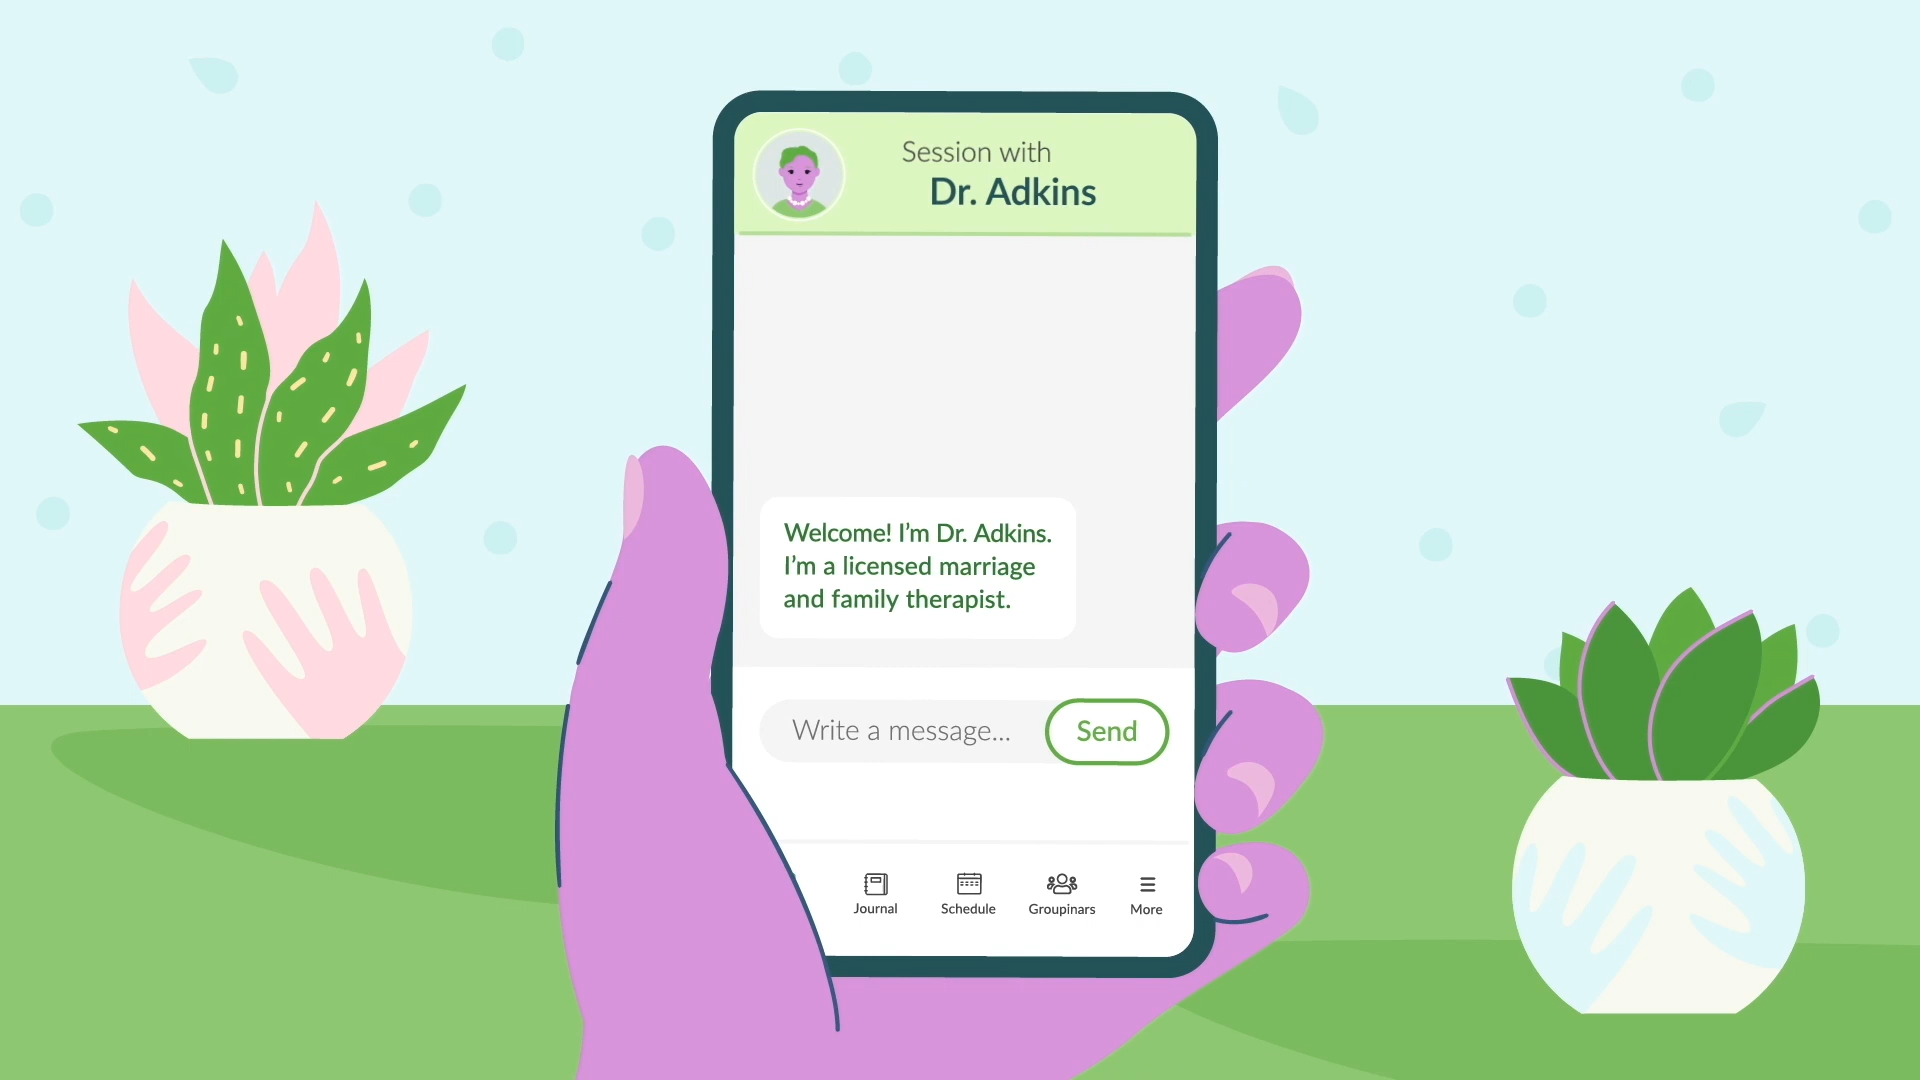 Session with
Dr. Adkins
Welcome! I’m Dr. Adkins.
I’m a licensed marriage
and family therapist.
Write a message...
Send
Journal
Schedule
Groupinars
More